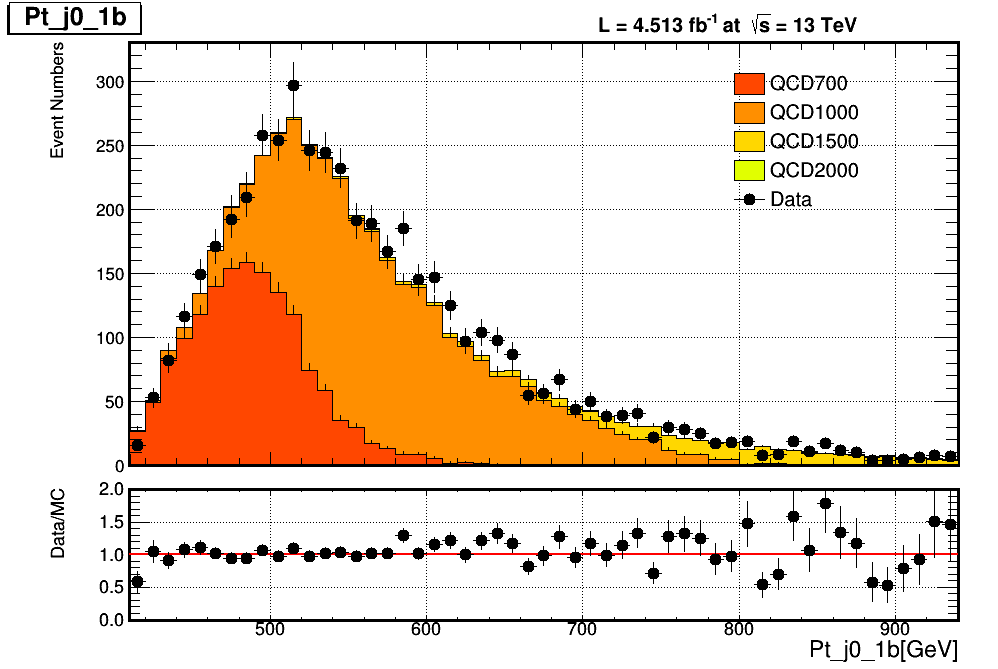 Pt_j0_1b
L = 4.513 fb⁻¹ at √s = 13 TeV
Event Numbers
300
250
200
150
100
50
0
QCD700
QCD1000
QCD1500
QCD2000
Data
Data/MC
2.0
1.5
1.0
0.5
0.0
500 600 700 800 900
Pt_j0_1b[GeV]